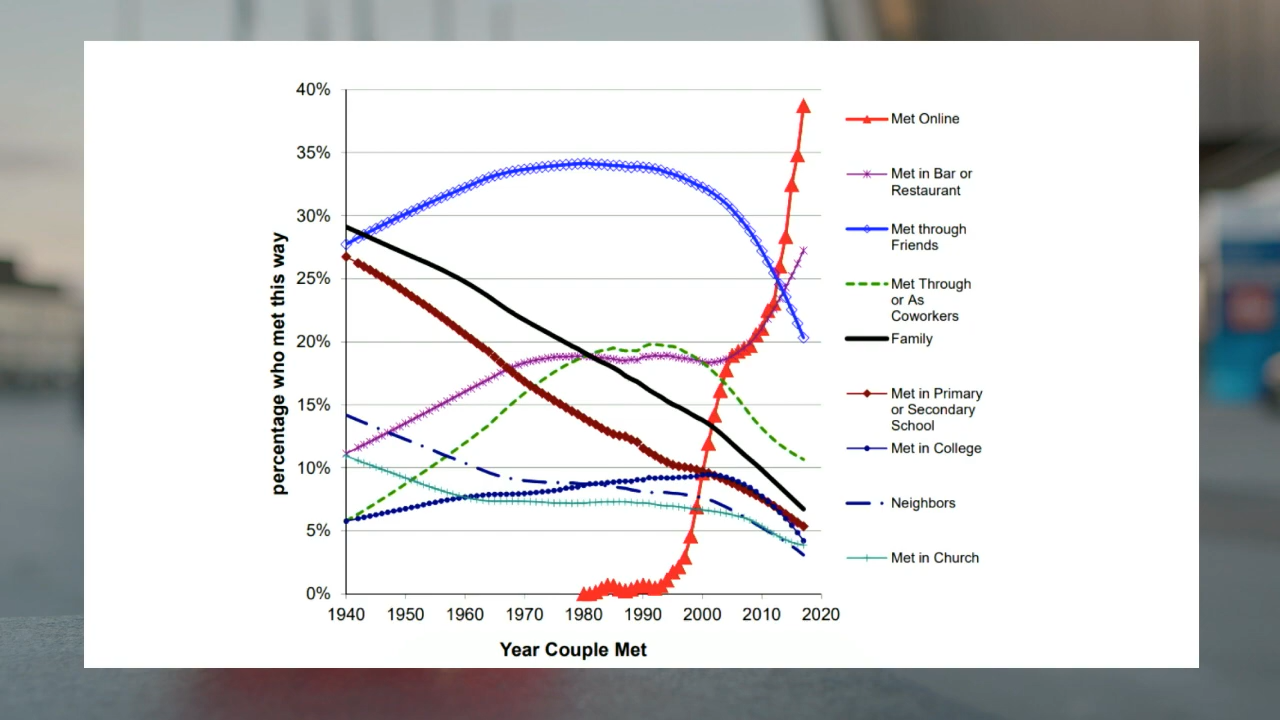 40%
35%
30%
25%
20%
15%
10%
5%
0%
percentage who met this way
1940 1950 1960 1970 1980 1990 2000 2010 2020
Year Couple Met
Met Online
Met in Bar or
Restaurant
Met through
Friends
Met Through
or As
Coworkers
Family
Met in Primary
or Secondary
School
Met in College
Neighbors
Met in Church